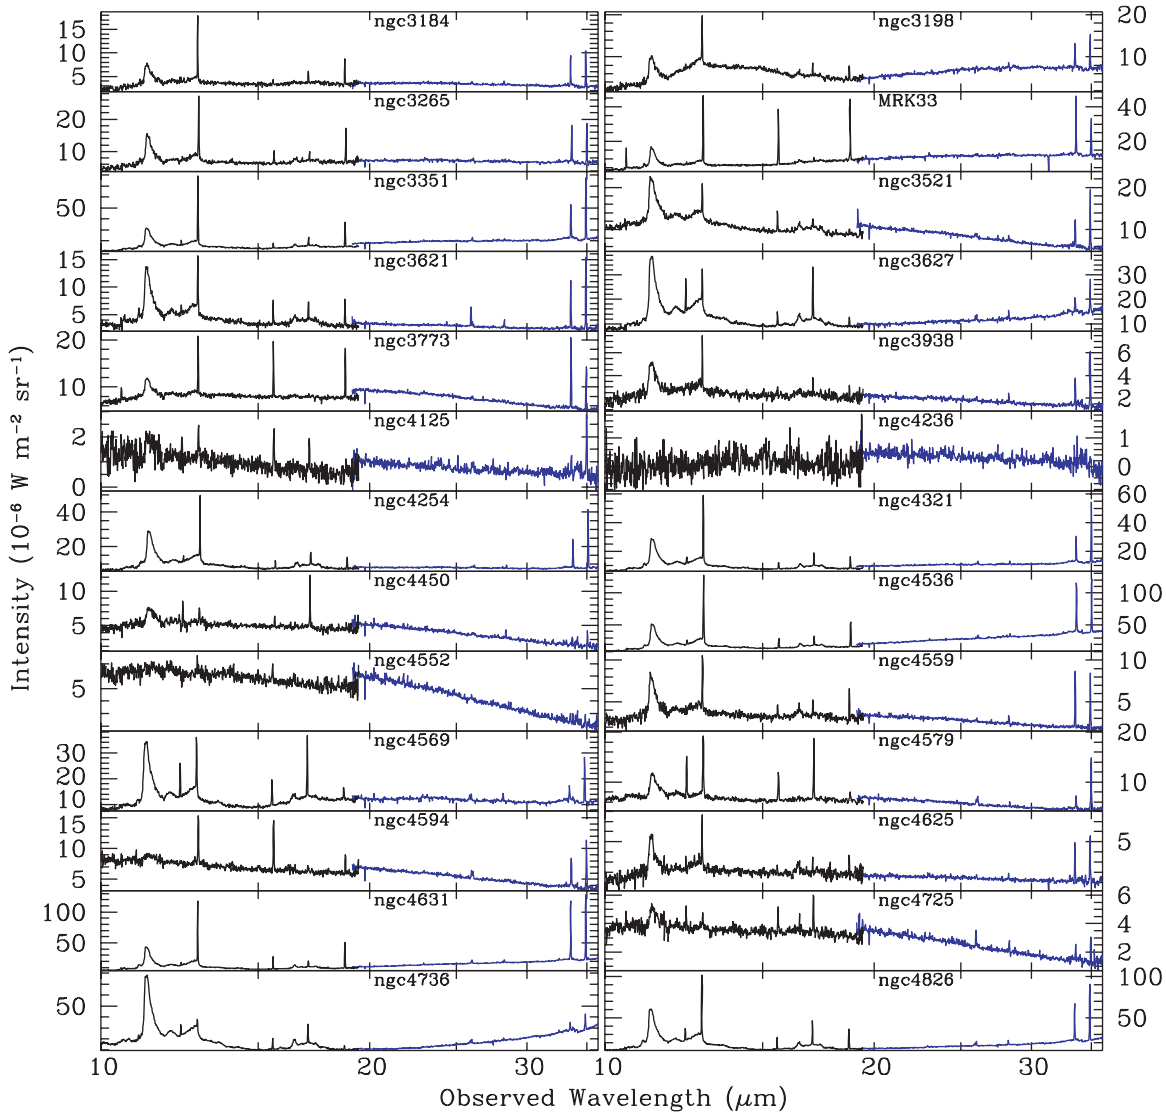 ngc3184 ngc3198
15 10 5 20 10
ngc3265 MRK33
20 10 40 20
ngc3351 ngc3521
50 20 10
ngc3621 ngc3627
15 10 5 30 20 10
ngc3773 ngc3938
20 10 6 4 2
ngc4125 ngc4236
2 0 1 0
ngc4254 ngc4321
40 20 60 40 20
ngc4450 ngc4536
10 5 100 50
ngc4552 ngc4559
5 10 5
ngc4569 ngc4579
30 20 10 20 10
ngc4594 ngc4625
15 10 5 5
ngc4631 ngc4725
100 50 6 4 2
ngc4736 ngc4826
50 100 50
10 20 30 10 20 30
Observed Wavelength (μm)
Intensity (10⁻⁶ W m⁻² sr⁻¹)